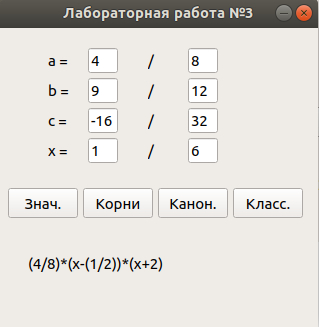 Лабораторная работа №3
a = 4 / 8
b = 9 / 12
c = -16 / 32
x = 1 / 6
Знач. Корни Канон. Класс.
(4/8)*(x-(1/2))*(x+2)